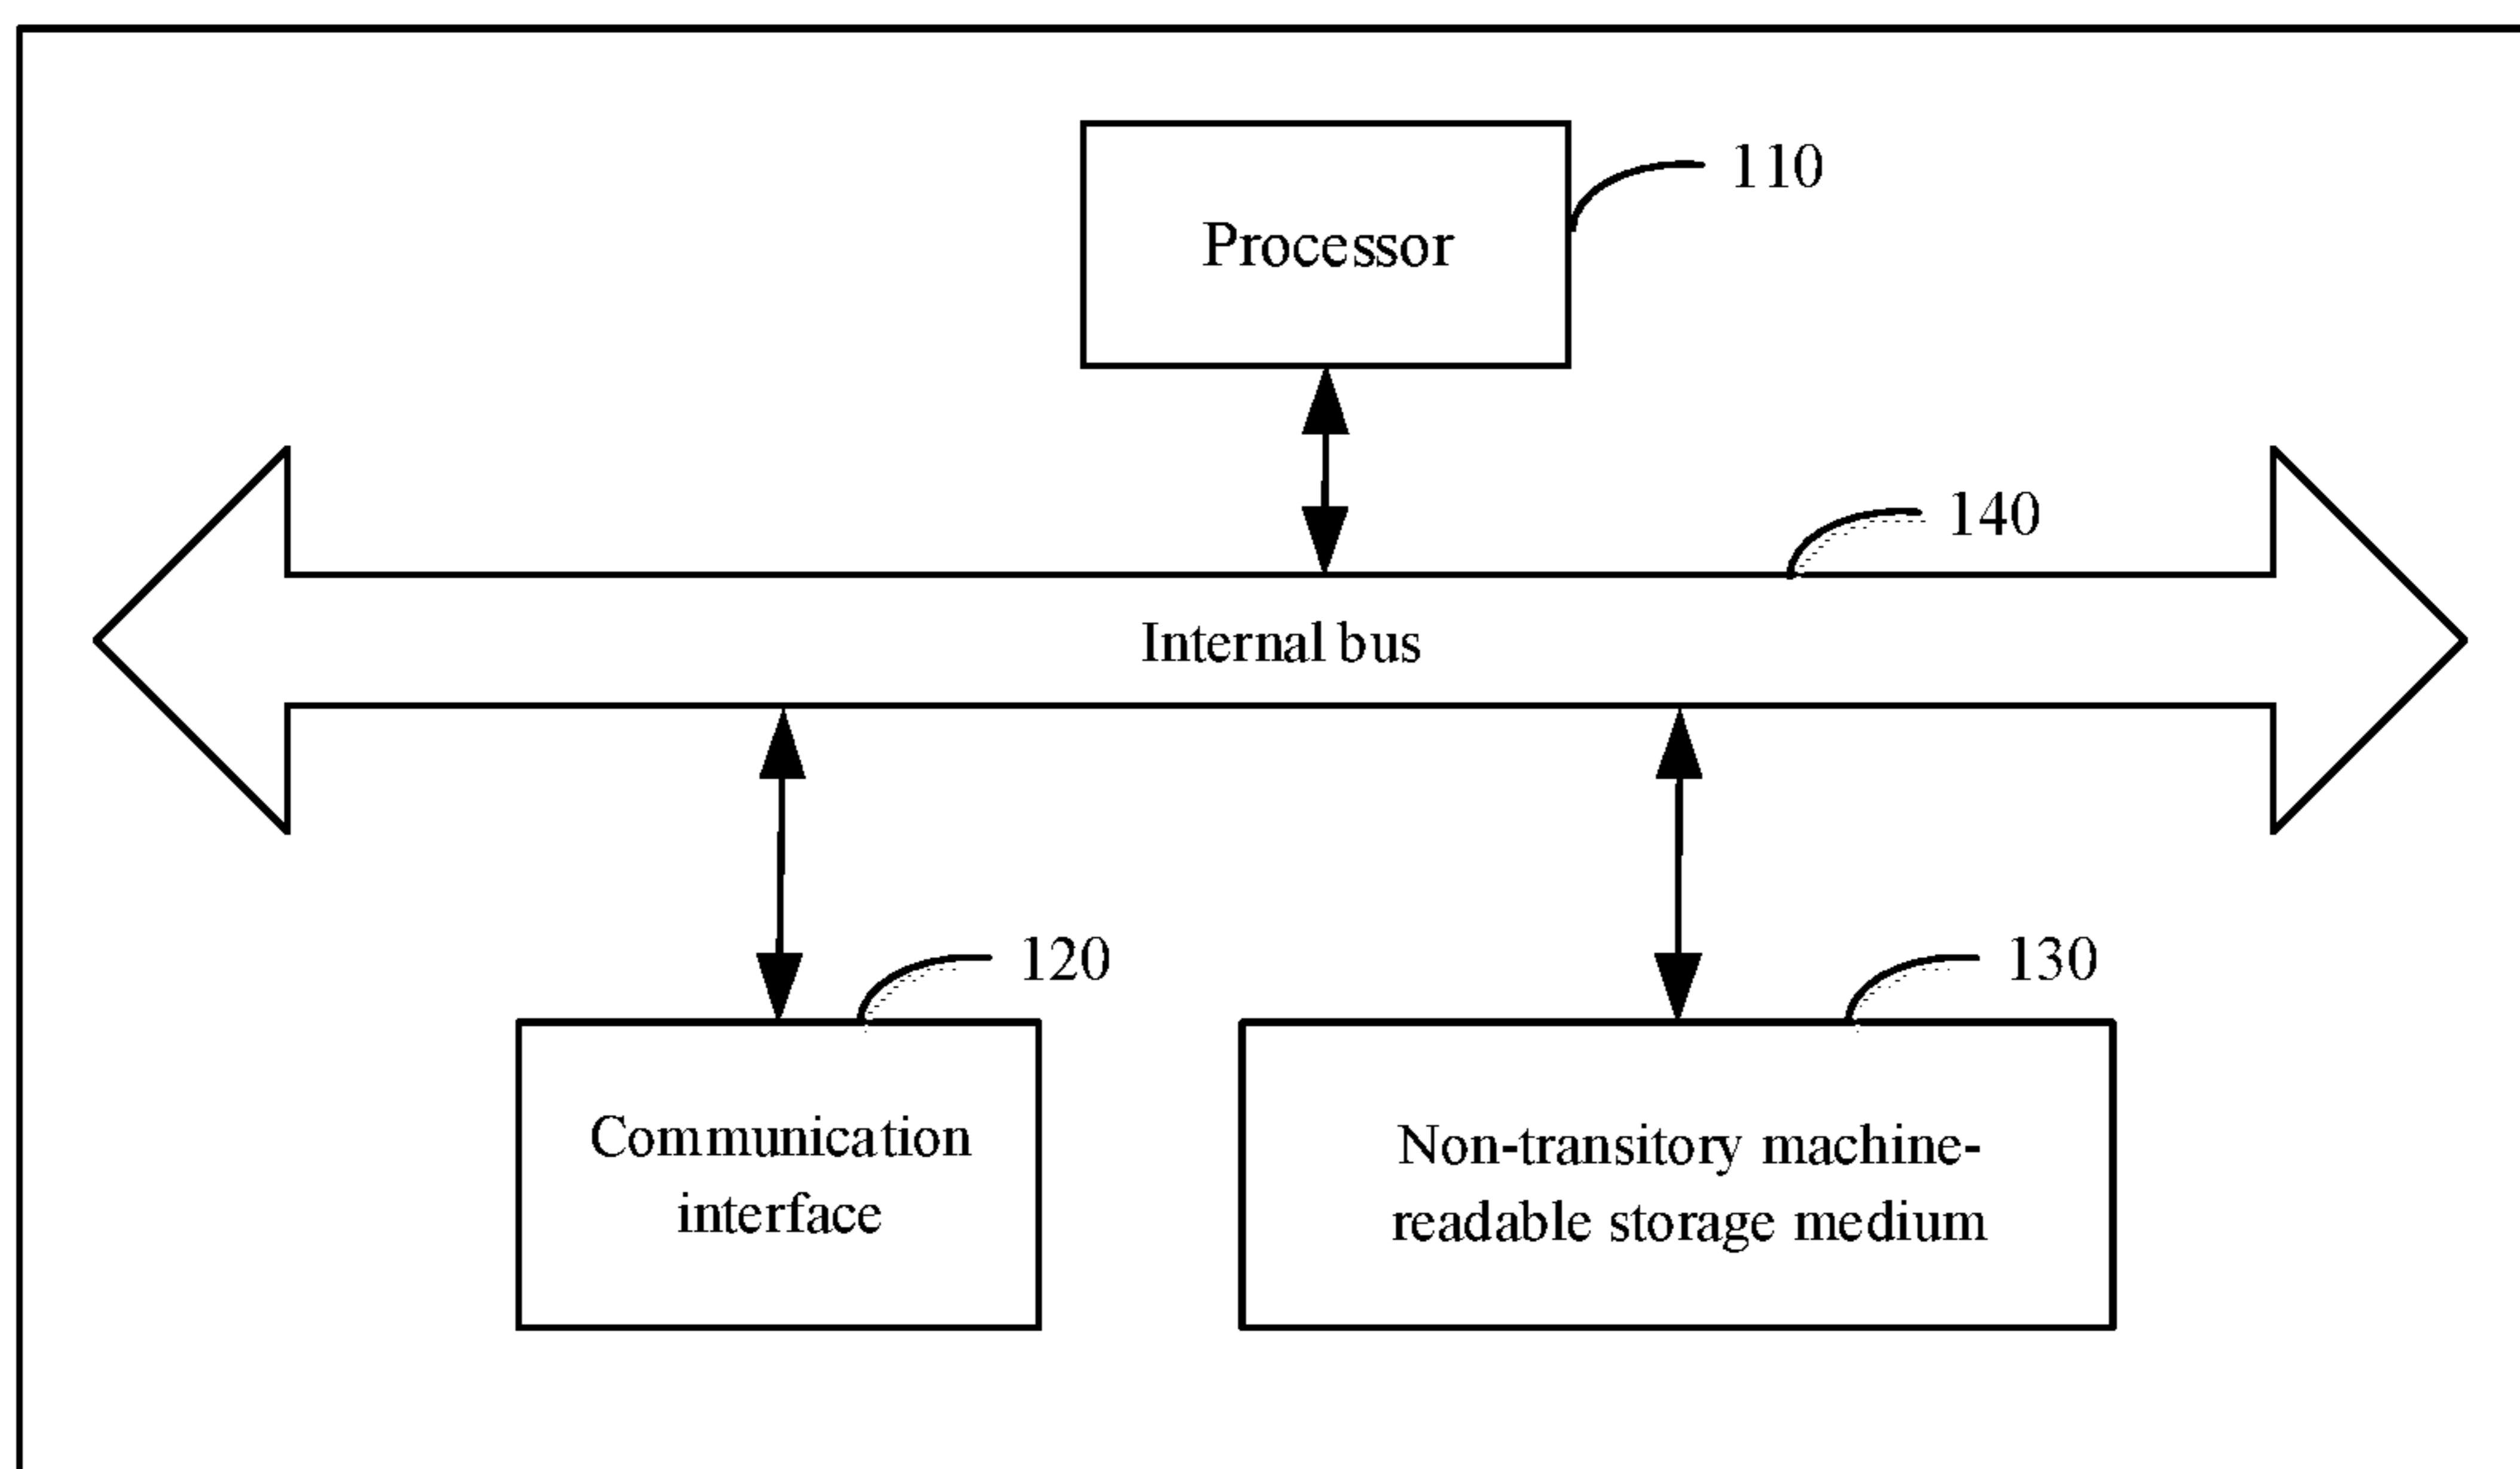 Processor
110
140
Internal bus
120
130
Communication
interface
Non-transitory machine-
readable storage medium